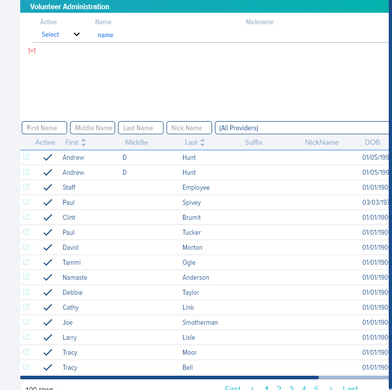 Volunteer Administration
Active Name Nickname
Select name
1=1
First Name Middle Name Last Name Nick Name (All Providers)
Active First Middle Last Suffix NickName DOB
Andrew D Hunt 01/05/199
Andrew D Hunt 01/05/199
Staff Employee 01/01/190
Paul Spivey 03/03/197
Clint Brumit 01/01/190
Paul Tucker 01/01/190
David Morton 01/01/190
Tammi Ogle 01/01/190
Namaste Anderson 01/01/190
Debbie Taylor 01/01/190
Cathy Link 01/01/190
Joe Smotherman 01/01/190
Larry Lisle 01/01/190
Tracy Moor 01/01/190
Tracy Bell 01/01/190
100 rows First 1 2 3 4 5 Last